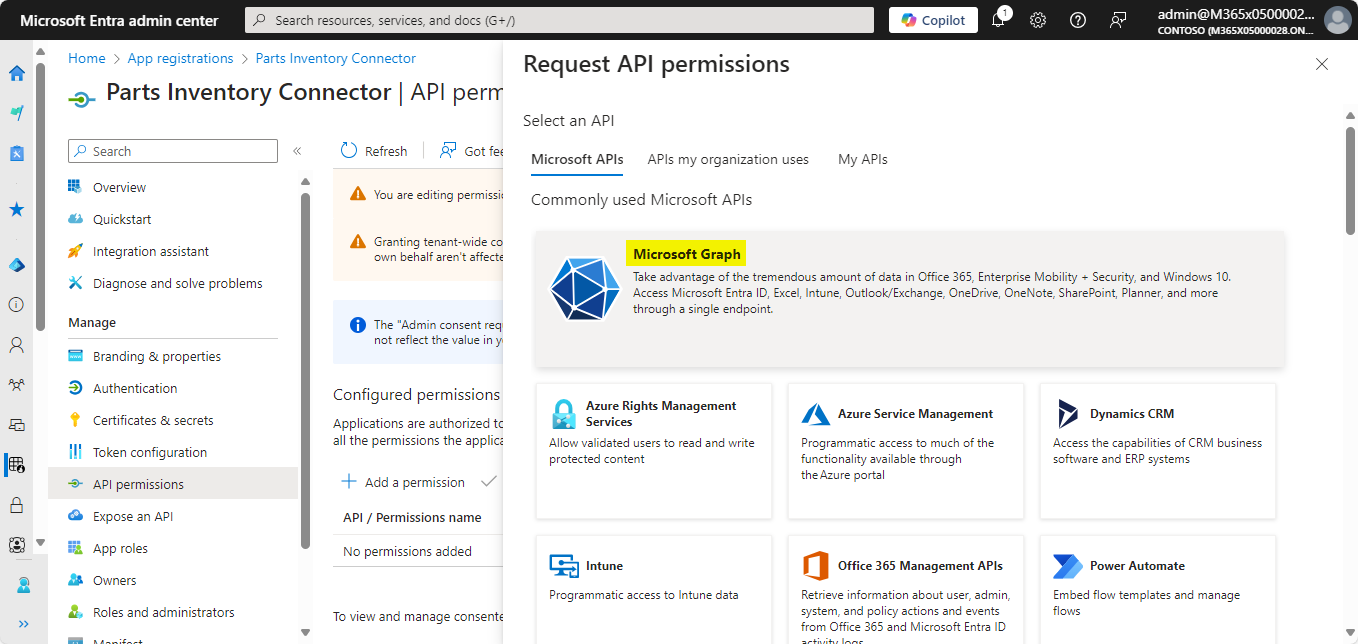 Microsoft Entra admin center
Search resources, services, and docs (G+/)
Copilot
1
admin@M365x0500002...
CONTOSO (M365X05000028.ON...
Home > App registrations > Parts Inventory Connector
Parts Inventory Connector | API perm
Search
«
Overview
Quickstart
Integration assistant
Diagnose and solve problems
Manage
Branding & properties
Authentication
Certificates & secrets
Token configuration
API permissions
Expose an API
App roles
Owners
Roles and administrators
Manifest
»
Refresh
Got fee
You are editing permissi
Granting tenant-wide co
own behalf aren't affecte
The "Admin consent requ
not reflect the value in yo
Configured permissions
Applications are authorized to
all the permissions the applica
Add a permission
API / Permissions name
No permissions added
To view and manage consente
Request API permissions
Select an API
Microsoft APIs
APIs my organization uses
My APIs
Commonly used Microsoft APIs
Microsoft Graph
Take advantage of the tremendous amount of data in Office 365, Enterprise Mobility + Security, and Windows 10.
Access Microsoft Entra ID, Excel, Intune, Outlook/Exchange, OneDrive, OneNote, SharePoint, Planner, and more
through a single endpoint.
Azure Rights Management
Services
Allow validated users to read and write
protected content
Azure Service Management
Programmatic access to much of the
functionality available through
the Azure portal
Dynamics CRM
Access the capabilities of CRM business
software and ERP systems
Intune
Programmatic access to Intune data
Office 365 Management APIs
Retrieve information about user, admin,
system, and policy actions and events
from Office 365 and Microsoft Entra ID
activity logs
Power Automate
Embed flow templates and manage
flows